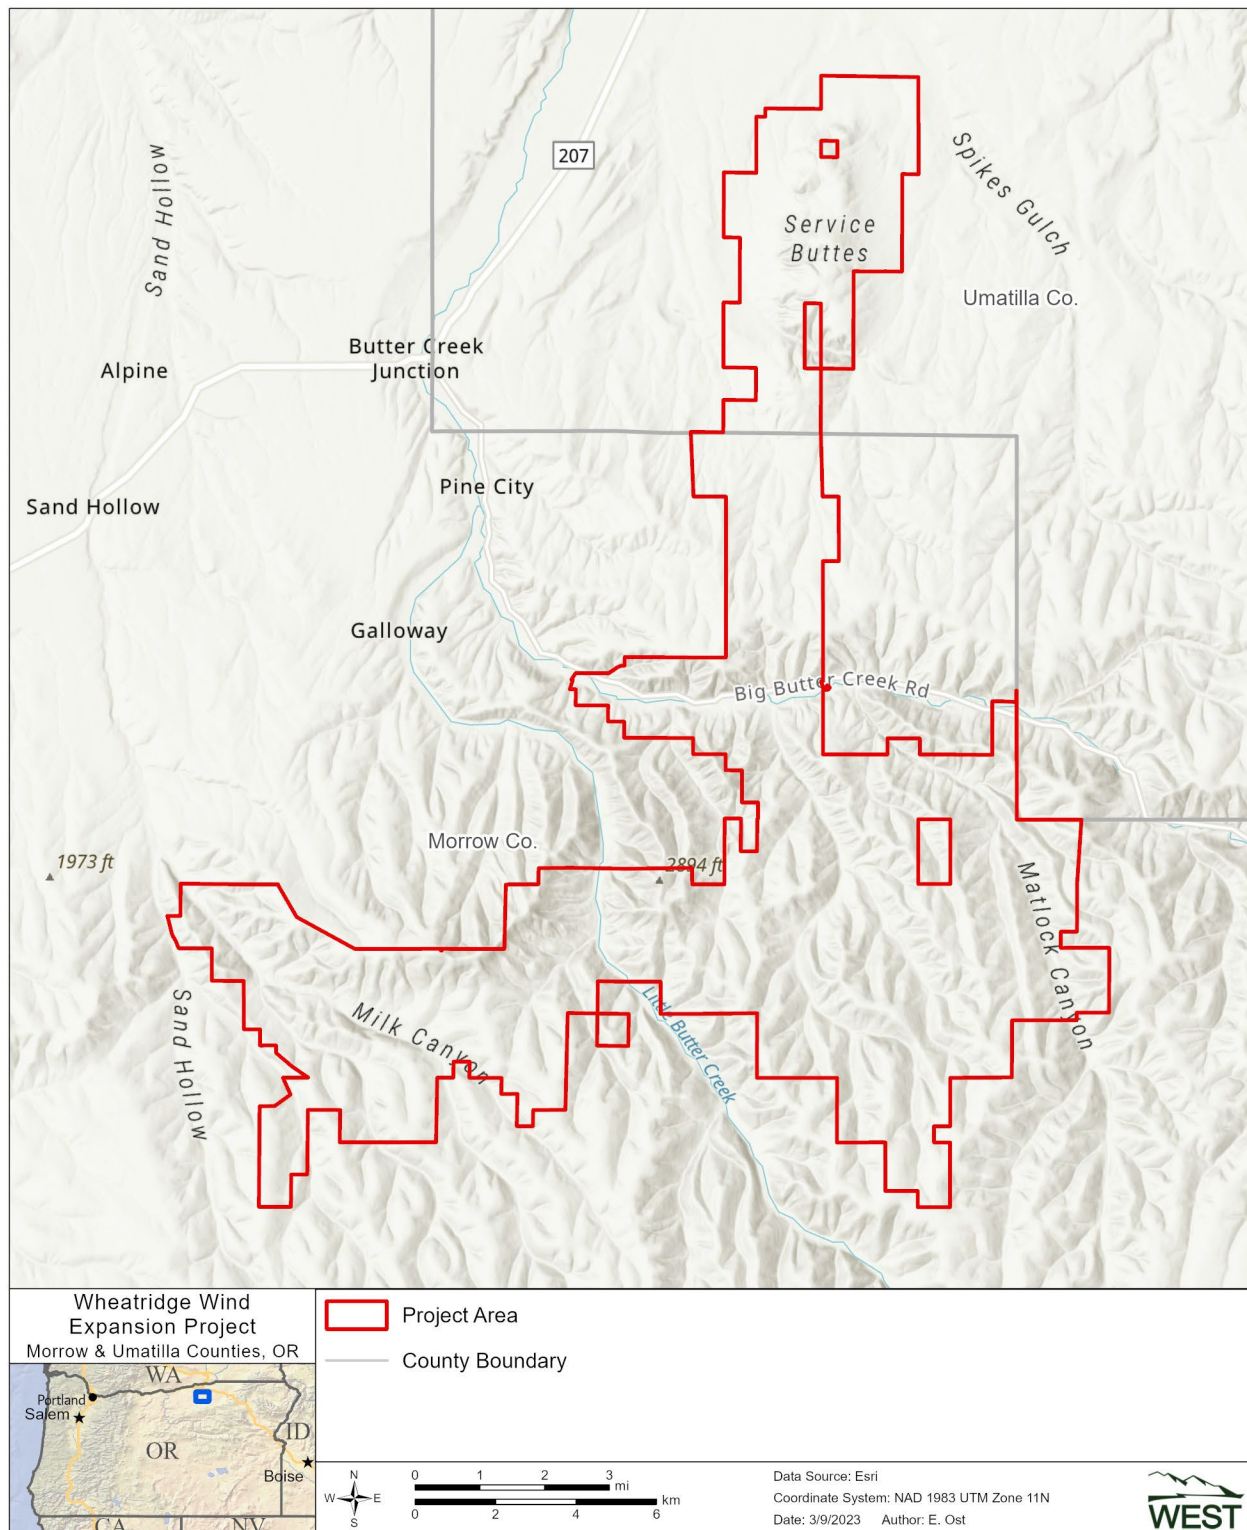 207
Sand Hollow
Spikes Gulch
Service
Buttes
Umatilla Co.
Butter Creek
Junction
Alpine
Pine City
Sand Hollow
Galloway
Big Butter Creek Rd
Morrow Co.
1973 ft
2894 ft
Matlock Canyon
Sand Hollow
Milk Canyon
Little Butter Creek
Wheatridge Wind
Expansion Project
Morrow & Umatilla Counties, OR
Project Area
County Boundary
WA
Portland
Salem
OR
ID
Boise
CA
NV
N
W E
S
0 1 2 3
mi
km
0 2 4 6
Data Source: Esri
Coordinate System: NAD 1983 UTM Zone 11N
Date: 3/9/2023 Author: E. Ost
WEST